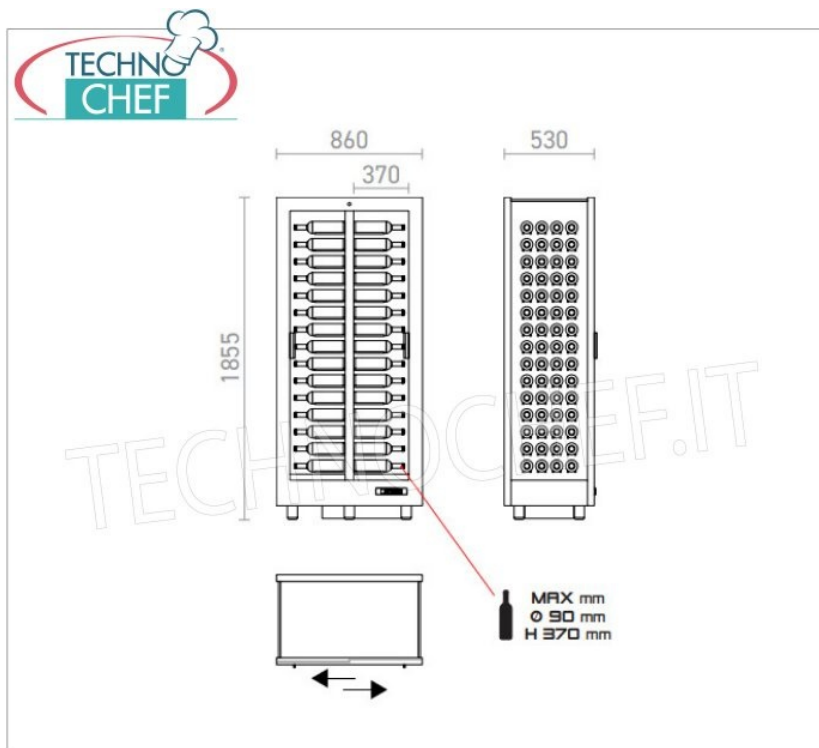 TECHNO
CHEF
®
860
530
370
1855
TECHNOCHEF.IT
MAX mm
Ø 90 mm
H 370 mm